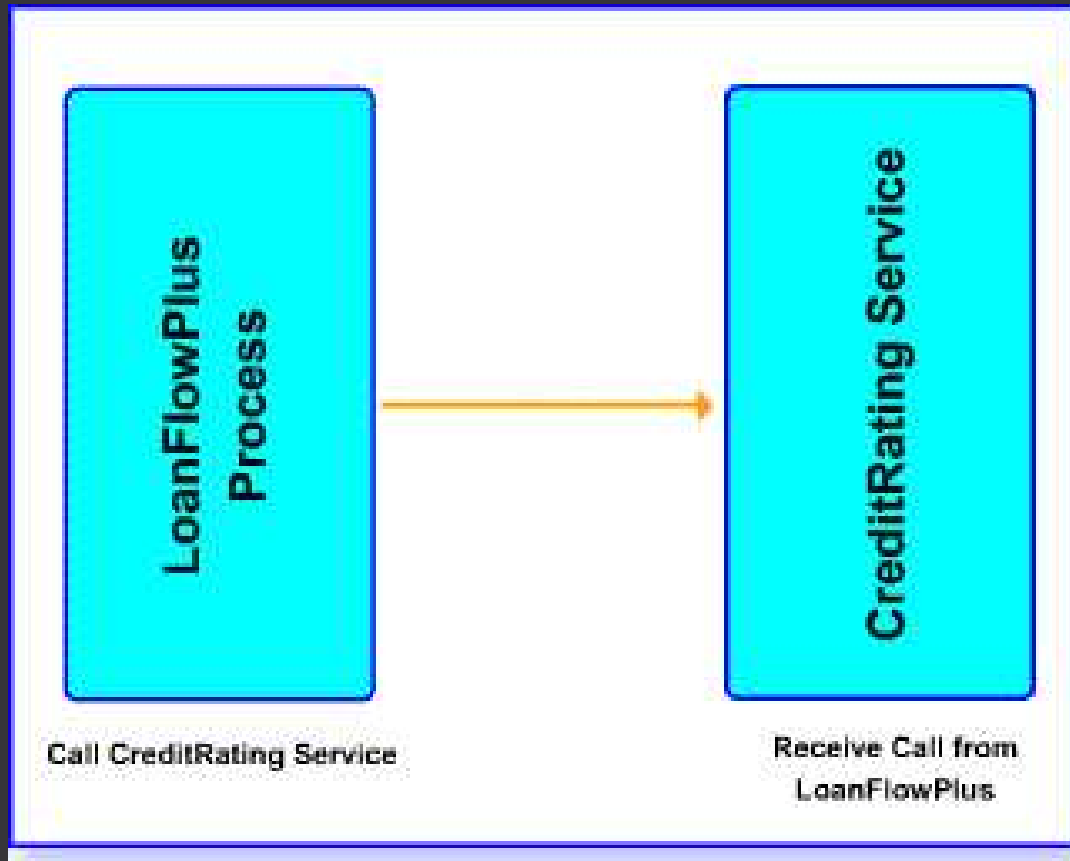 LoanFlowPlus
Process
CreditRating Service
Call CreditRating Service
Receive Call from
LoanFlowPlus